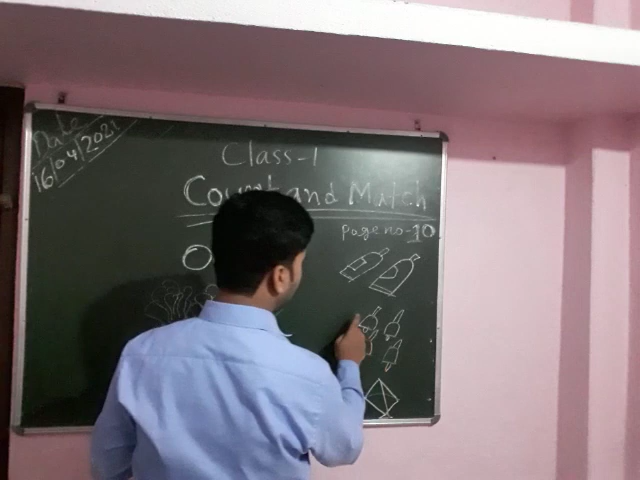 Date
16/04/2021
Class-1
Count and Match
Page no-10